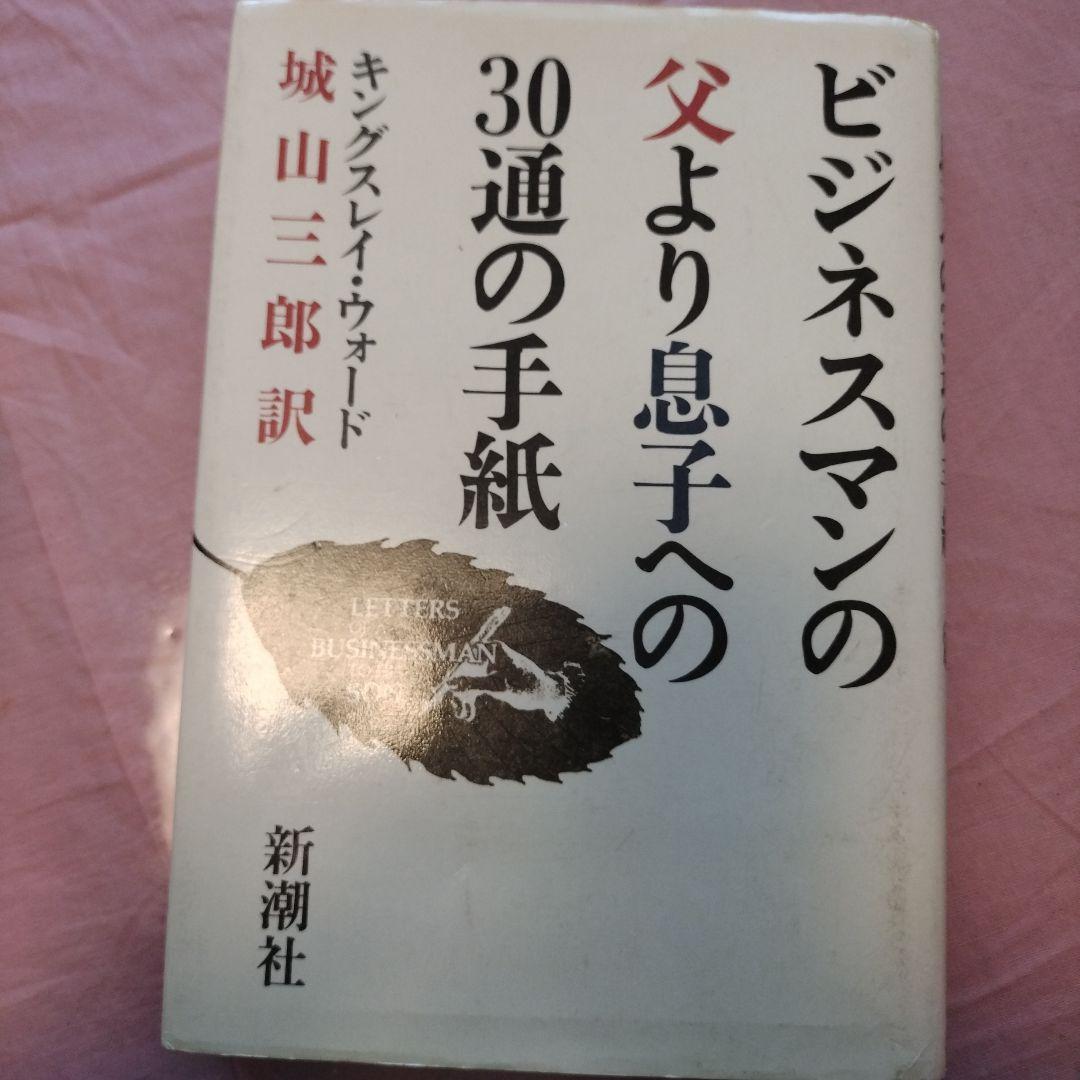 ビジネスマンの
父より息子への
30通の手紙
キングスレイ・ウォード
城山三郎 訳
LETTERS
BUSINESSMAN
新潮社